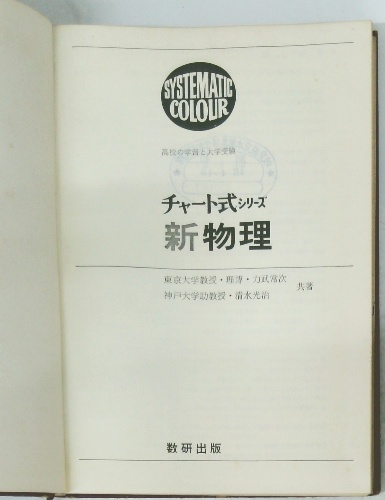 SYSTEMATIC
COLOUR
高校の学習と大学受験
チャート式シリーズ
新物理
東京大学教授・理博・力武常次
神戸大学助教授・清水光治
共著
数研出版